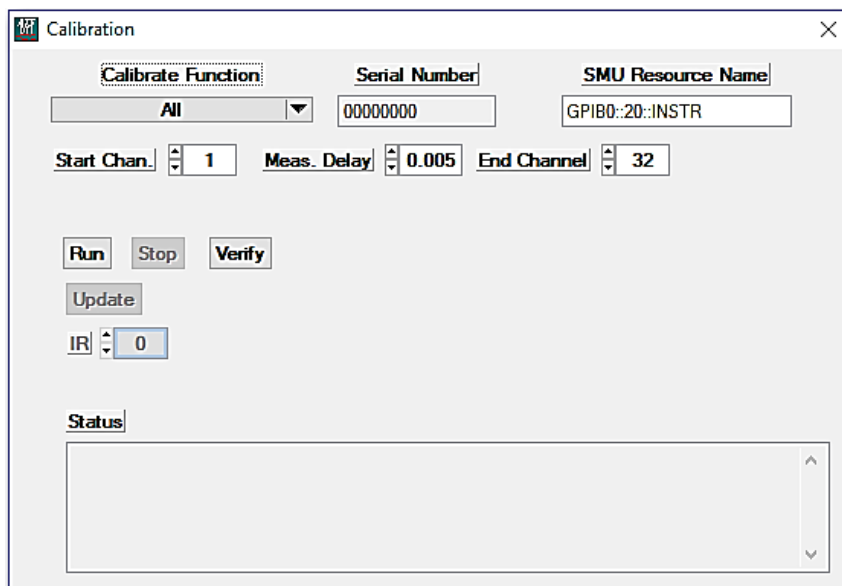 Calibration
Calibrate Function Serial Number SMU Resource Name
All 00000000 GPIB0::20::INSTR
Start Chan. 1 Meas. Delay 0.005 End Channel 32
Run Stop Verify
Update
IR 0
Status